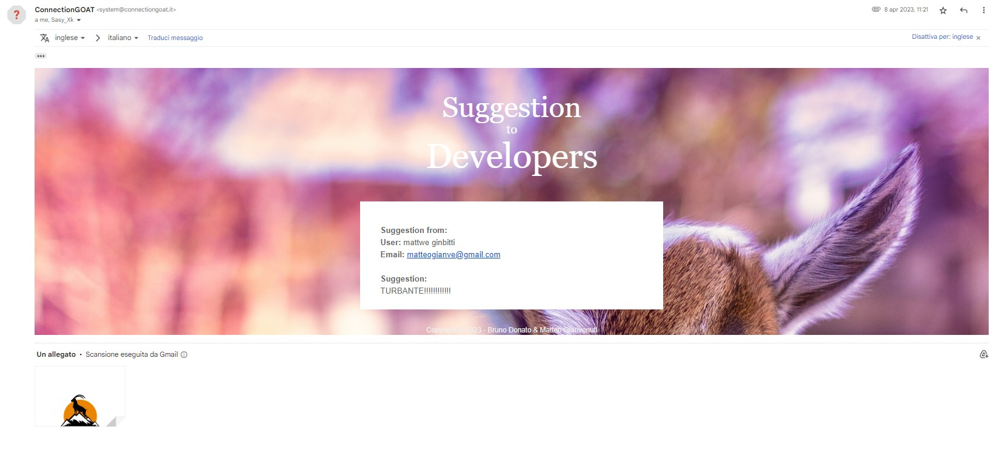 ConnectionGOAT <system@connectiongoat.it>
8 apr 2023, 11:21
a me, Sasy_Xk
inglese
italiano
Traduci messaggio
Disattiva per: inglese
Suggestion
to
Developers
Suggestion from:
User: mattwe ginbitti
Email: matteogianve@gmail.com
Suggestion:
TURBANTE!!!!!!!!!!!!
Copyright © 2023 - Bruno Donato & Matteo Gianvenuti
Un allegato • Scansione eseguita da Gmail